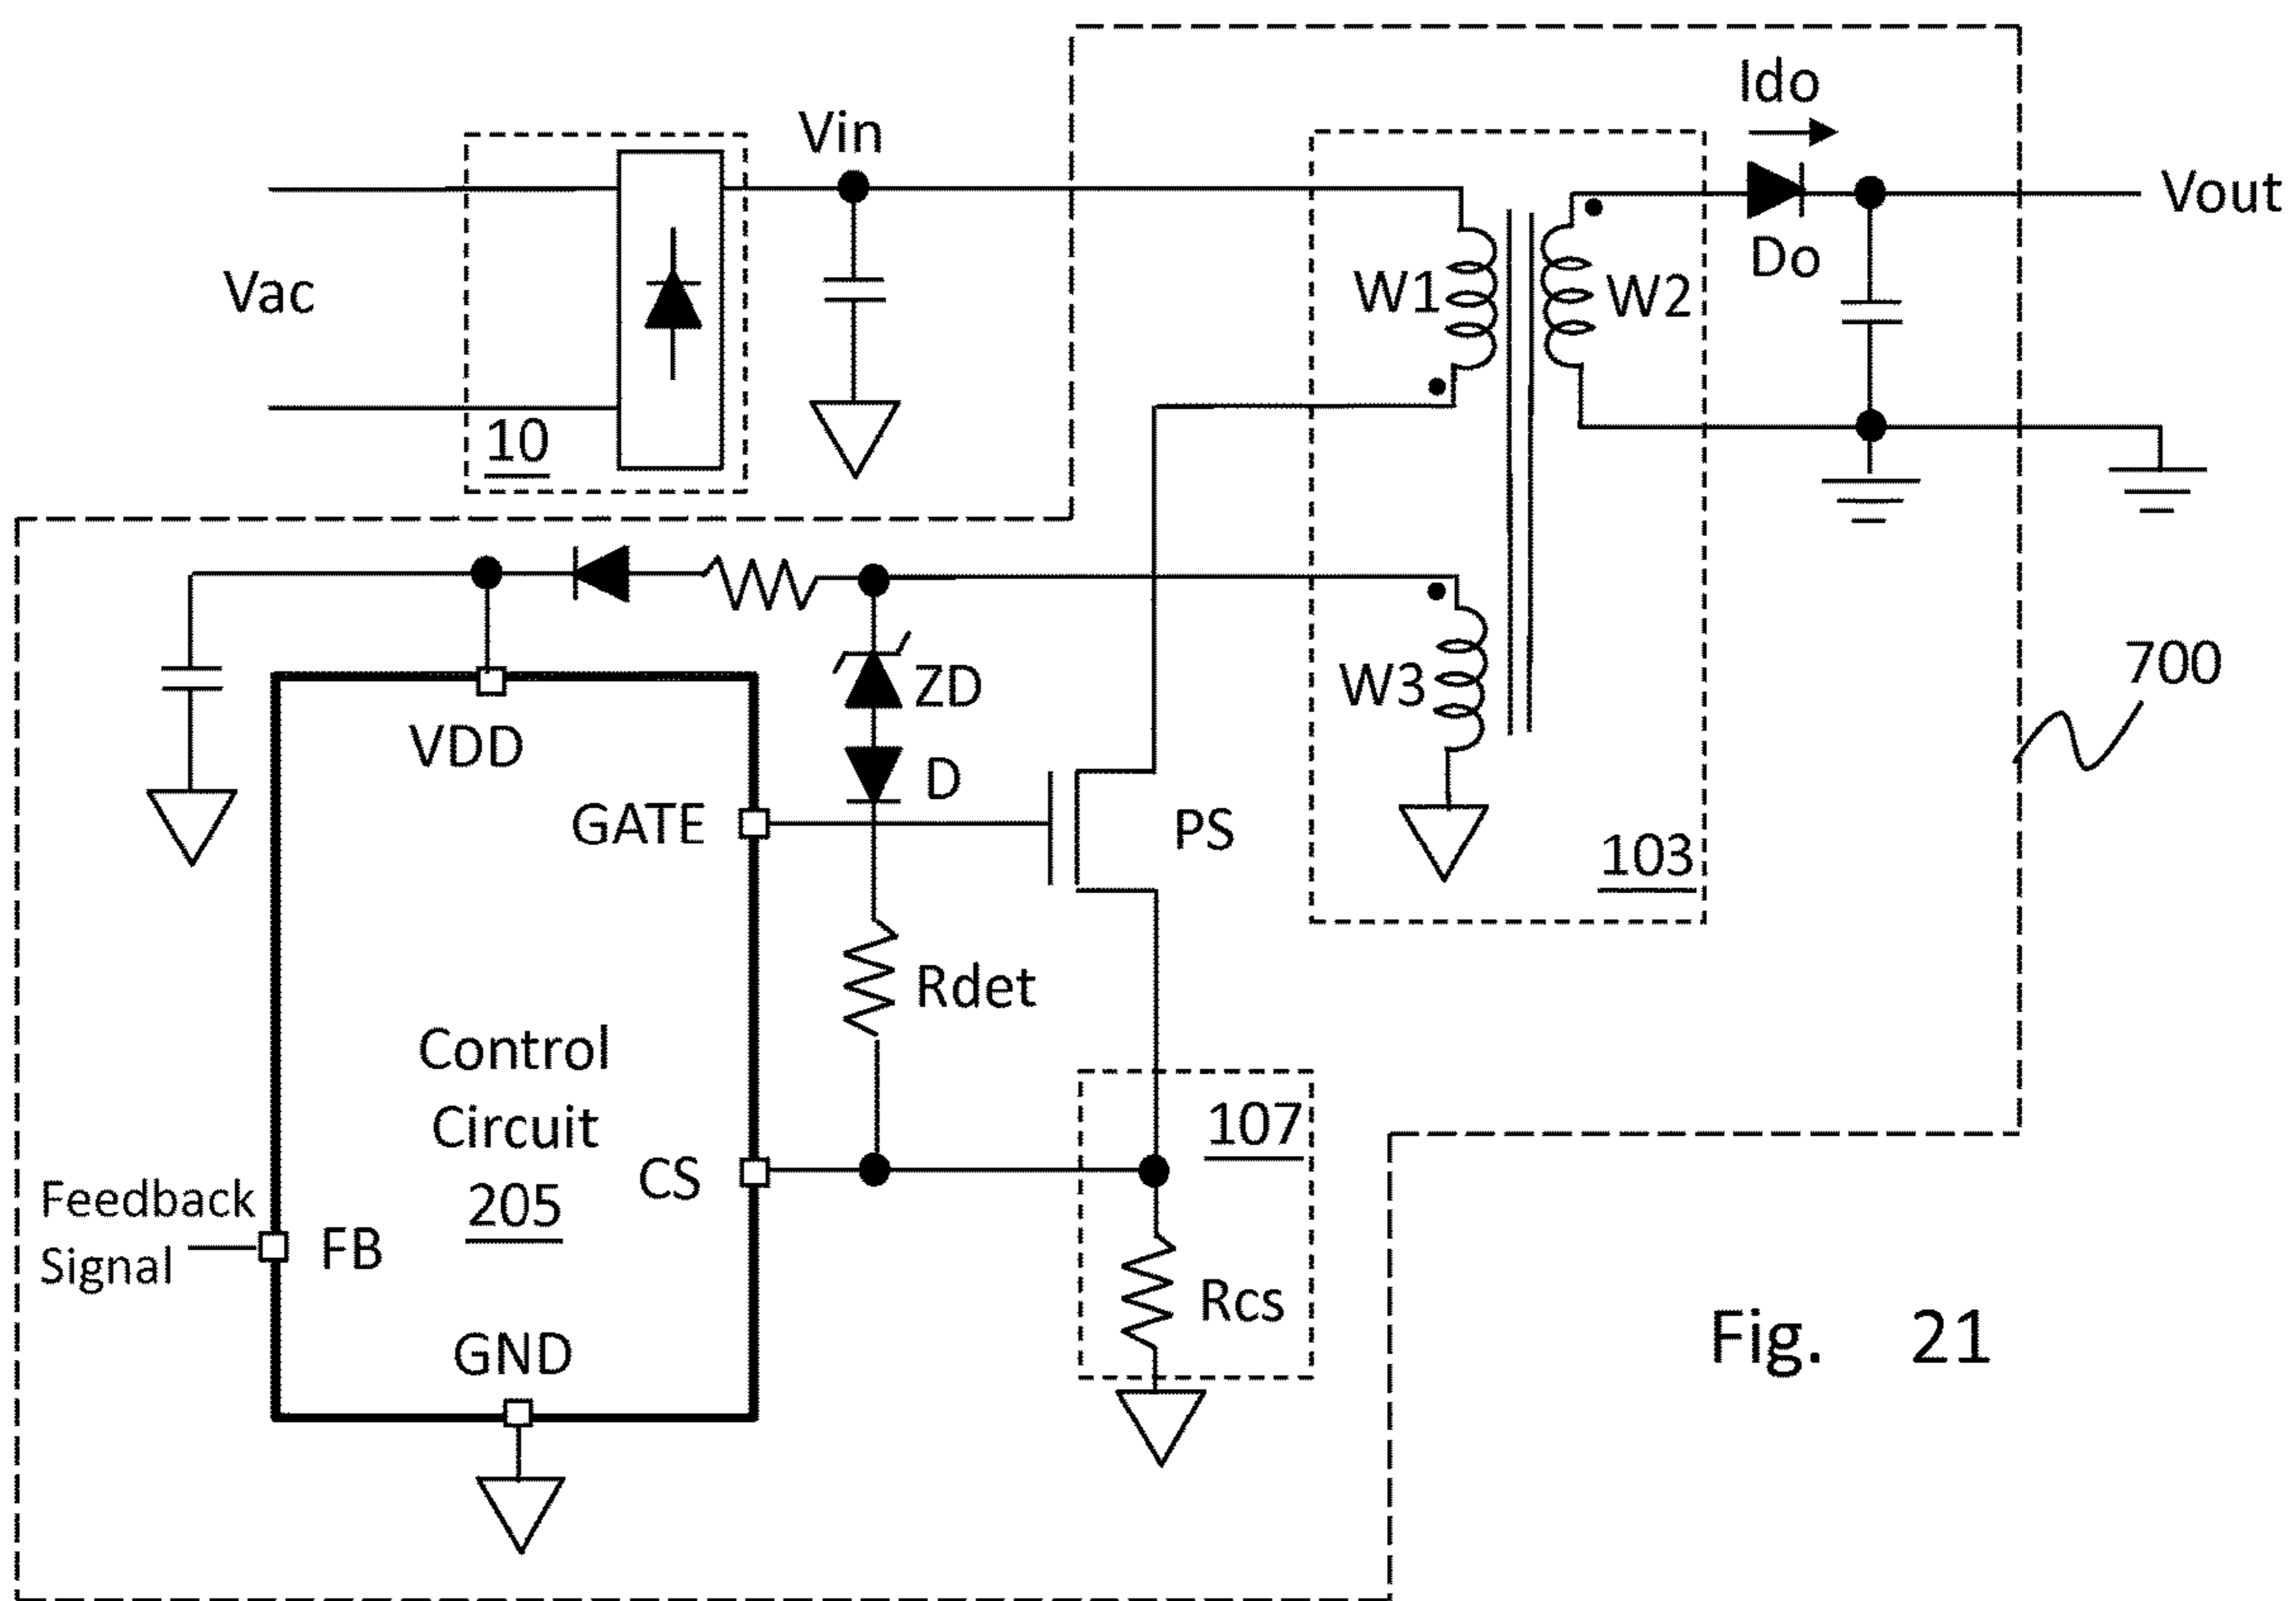 Ido
Vin
Vout
Do
Vac
W1
W2
10
ZD
W3
700
VDD
D
GATE
PS
103
Rdet
Control
Circuit
205
107
CS
Feedback
Signal
FB
Rcs
GND
Fig. 21